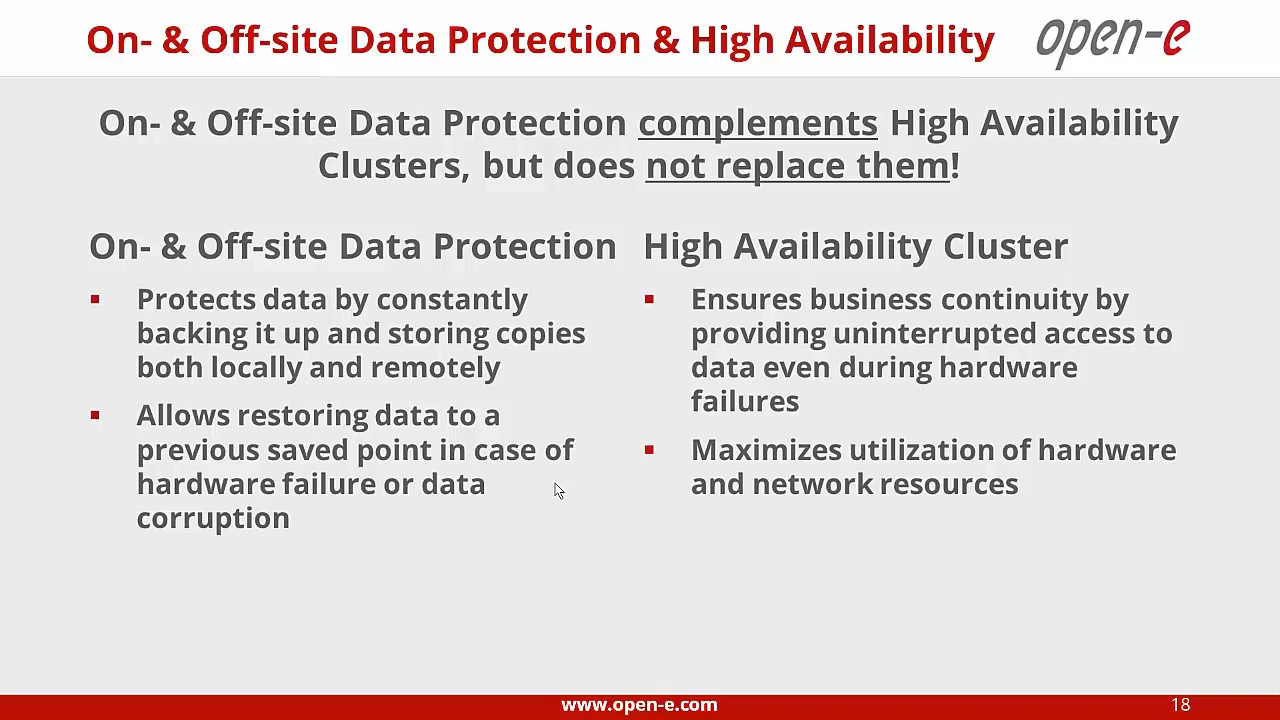 On- & Off-site Data Protection & High Availability
open-e
On- & Off-site Data Protection complements High Availability
Clusters, but does not replace them!
On- & Off-site Data Protection
▪ Protects data by constantly
backing it up and storing copies
both locally and remotely
▪ Allows restoring data to a
previous saved point in case of
hardware failure or data
corruption
High Availability Cluster
▪ Ensures business continuity by
providing uninterrupted access to
data even during hardware
failures
▪ Maximizes utilization of hardware
and network resources
www.open-e.com
18